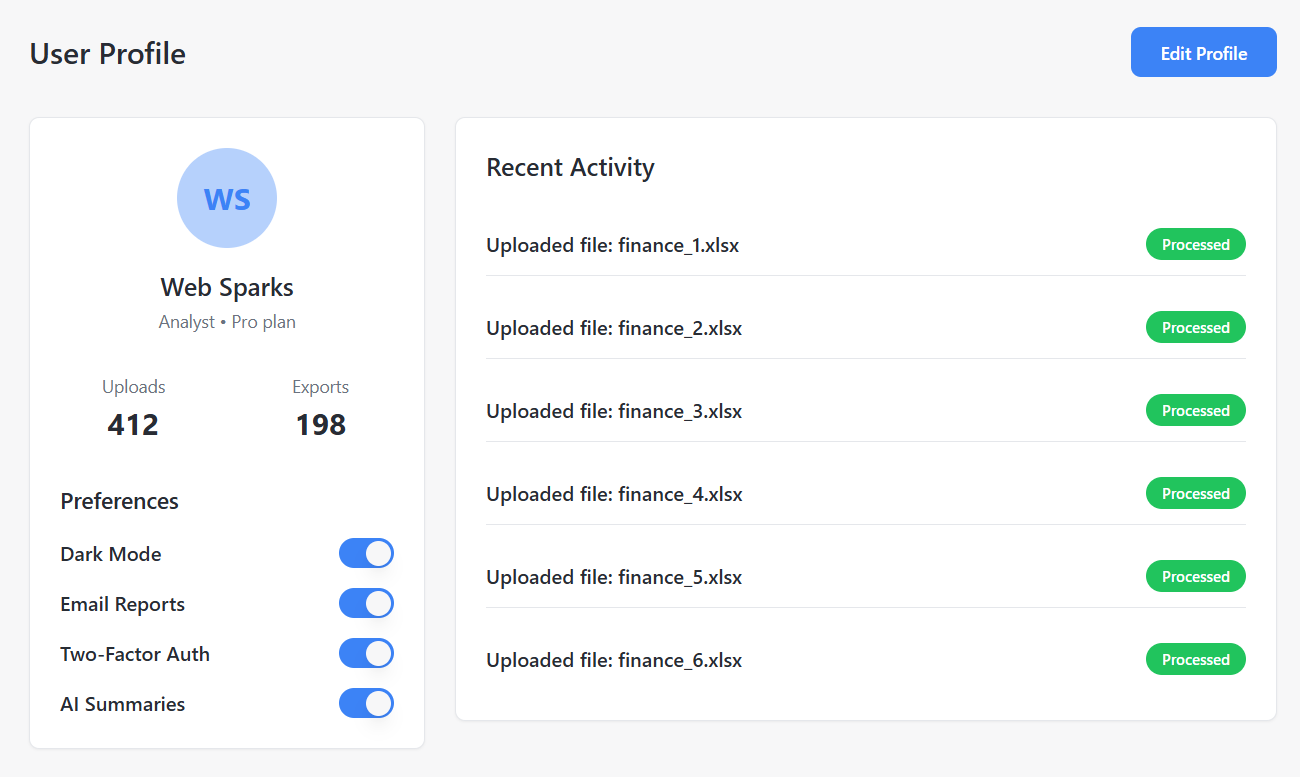 User Profile
Edit Profile
WS
Web Sparks
Analyst • Pro plan
Uploads
412
Exports
198
Preferences
Dark Mode
Email Reports
Two-Factor Auth
AI Summaries
Recent Activity
Uploaded file: finance_1.xlsx
Processed
Uploaded file: finance_2.xlsx
Processed
Uploaded file: finance_3.xlsx
Processed
Uploaded file: finance_4.xlsx
Processed
Uploaded file: finance_5.xlsx
Processed
Uploaded file: finance_6.xlsx
Processed